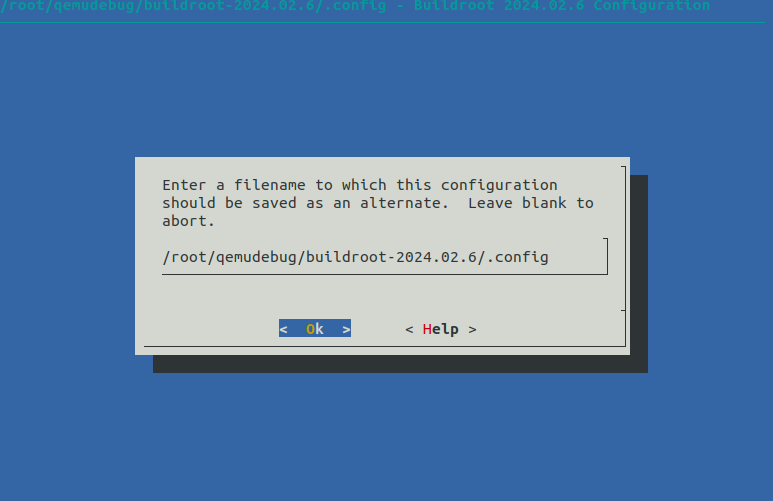 /root/qemudebug/buildroot-2024.02.6/.config - Buildroot 2024.02.6 Configuration
Enter a filename to which this configuration
should be saved as an alternate.  Leave blank to
abort.
/root/qemudebug/buildroot-2024.02.6/.config
<  Ok  > < Help >